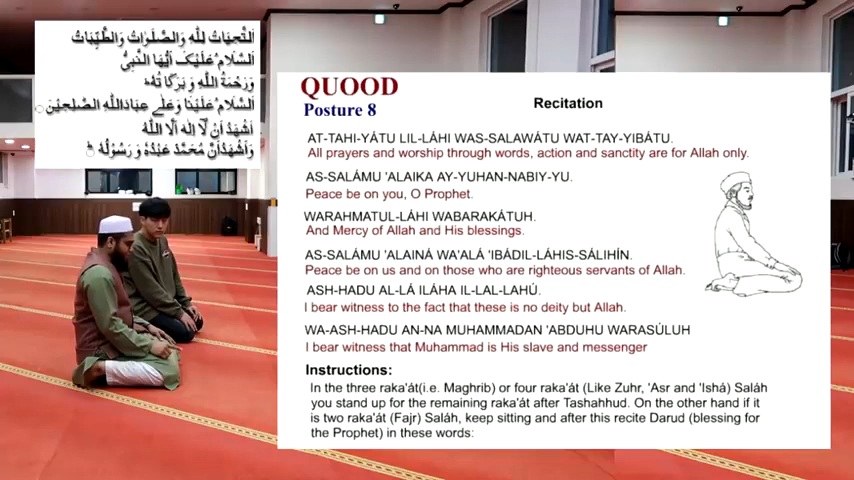 اَلتَّحِيَاتُ لِلّٰهِ وَالصَّلَوَاتُ وَالطَّيِّبَاتُ
اَلسَّلَامُ عَلَيْكَ اَيُّهَا النَّبِيُّ
وَرَحْمَةُ اللّٰهِ وَبَرَكَاتُهٗ
اَلسَّلَامُ عَلَيْنَا وَعَلٰى عِبَادِاللّٰهِ الصّٰلِحِيْنَ
اَشْهَدُ اَنْ لَّا اِلٰهَ اِلَّا اللّٰهُ
وَاَشْهَدُاَنَّ مُحَمَّدً عَبْدُهٗ وَرَسُوْلُهٗ ط
QUOOD
Posture 8
Recitation
AT-TAHI-YÁTU LIL-LÁHI WAS-SALAWÁTU WAT-TAY-YIBÁTU.
All prayers and worship through words, action and sanctity are for Allah only.
AS-SALÁMU 'ALAIKA AY-YUHAN-NABIY-YU.
Peace be on you, O Prophet.
WARAHMATUL-LÁHI WABARAKÁTUH.
And Mercy of Allah and His blessings.
AS-SALÁMU 'ALAINÁ WA'ALÁ 'IBÁDIL-LÁHIS-SÁLIHÍN.
Peace be on us and on those who are righteous servants of Allah.
ASH-HADU AL-LÁ ILÁHA IL-LAL-LAHÚ.
I bear witness to the fact that these is no deity but Allah.
WA-ASH-HADU AN-NA MUHAMMADAN 'ABDUHU WARASÚLUH
I bear witness that Muhammad is His slave and messenger
Instructions:
In the three raka'át(i.e. Maghrib) or four raka'át (Like Zuhr, 'Asr and 'Ishá) Saláh
you stand up for the remaining raka'át after Tashahhud. On the other hand if it
is two raka'át (Fajr) Saláh, keep sitting and after this recite Darud (blessing for
the Prophet) in these words: